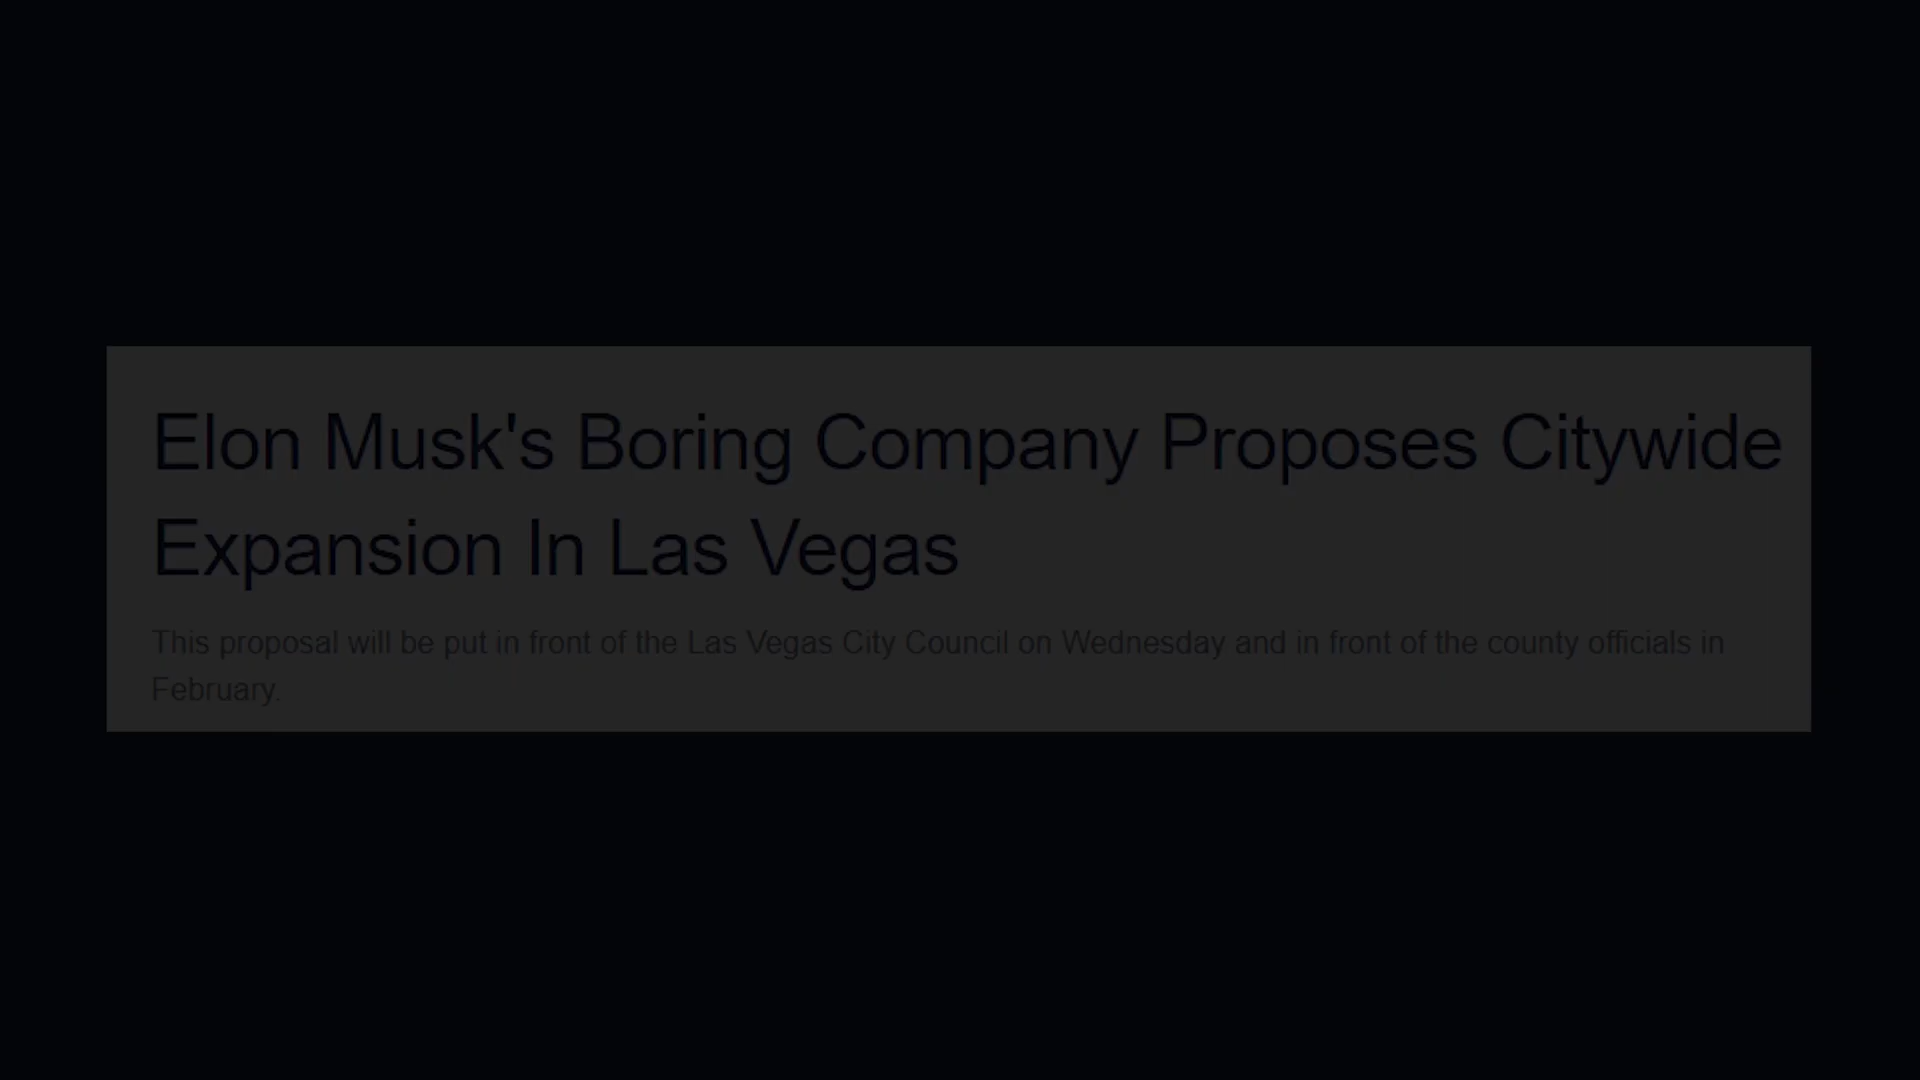 Elon Musk's Boring Company Proposes Citywide
Expansion In Las Vegas
This proposal will be put in front of the Las Vegas City Council on Wednesday and in front of the county officials in
February.